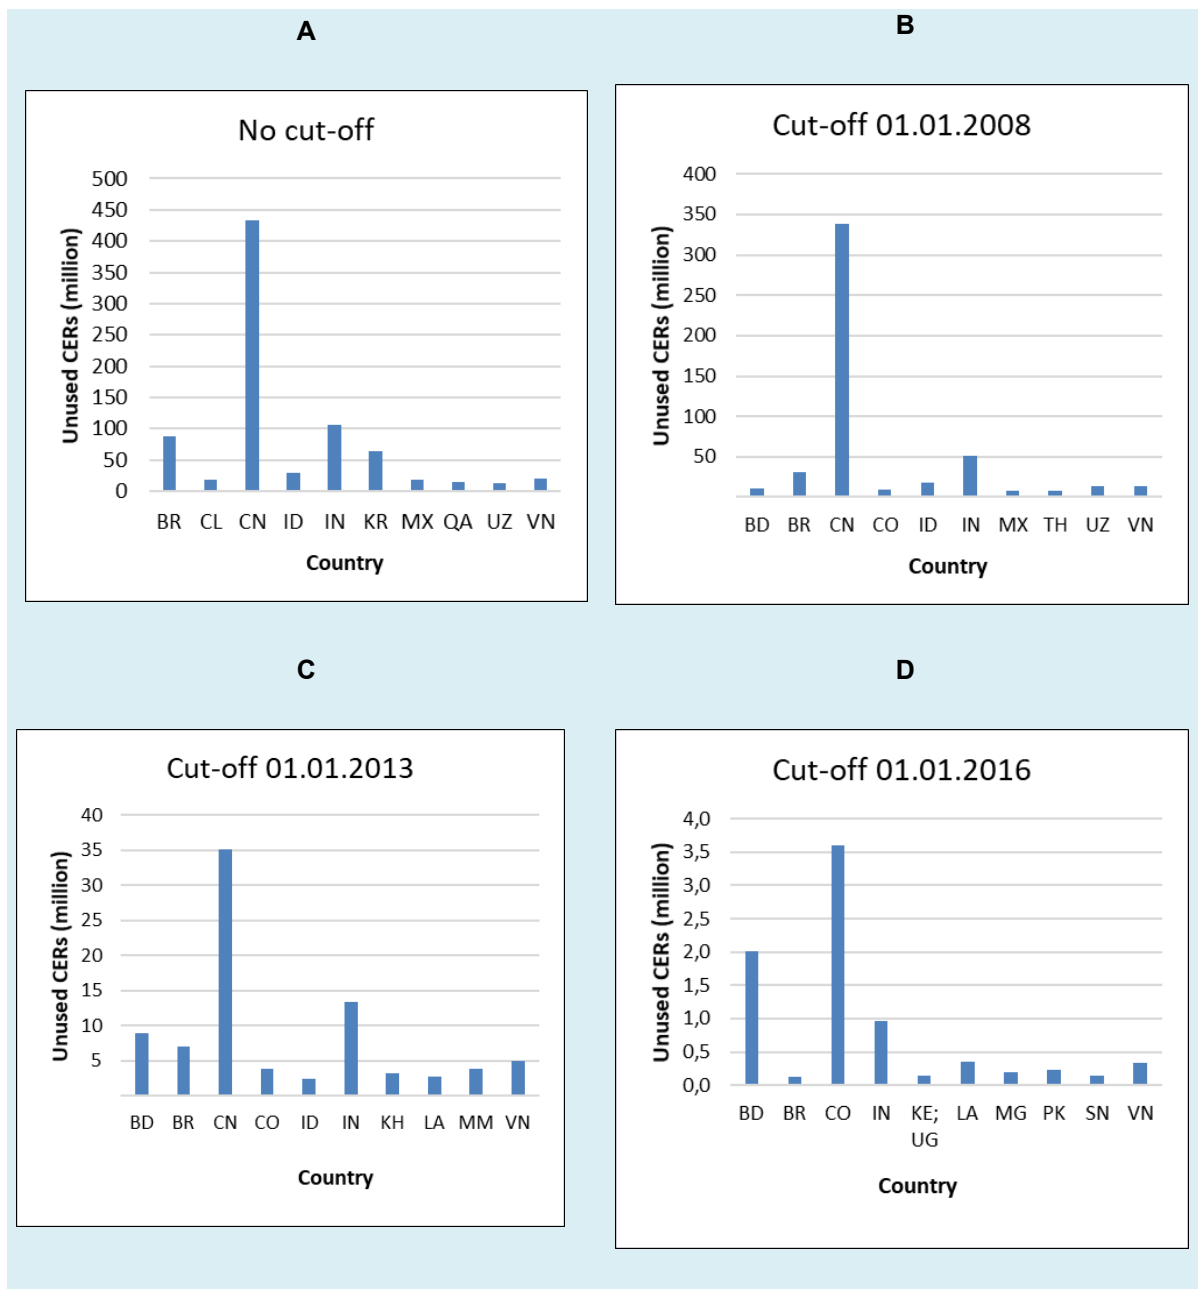 A
No cut-off
Unused CERs (million)
500
450
400
350
300
250
200
150
100
50
0
BR CL CN ID IN KR MX QA UZ VN
Country
B
Cut-off 01.01.2008
Unused CERs (million)
400
350
300
250
200
150
100
50
BD BR CN CO ID IN MX TH UZ VN
Country
C
Cut-off 01.01.2013
Unused CERs (million)
40
35
30
25
20
15
10
5
BD BR CN CO ID IN KH LA MM VN
Country
D
Cut-off 01.01.2016
Unused CERs (million)
4,0
3,5
3,0
2,5
2,0
1,5
1,0
0,5
0,0
BD BR CO IN KE; LA MG PK SN VN
UG
Country